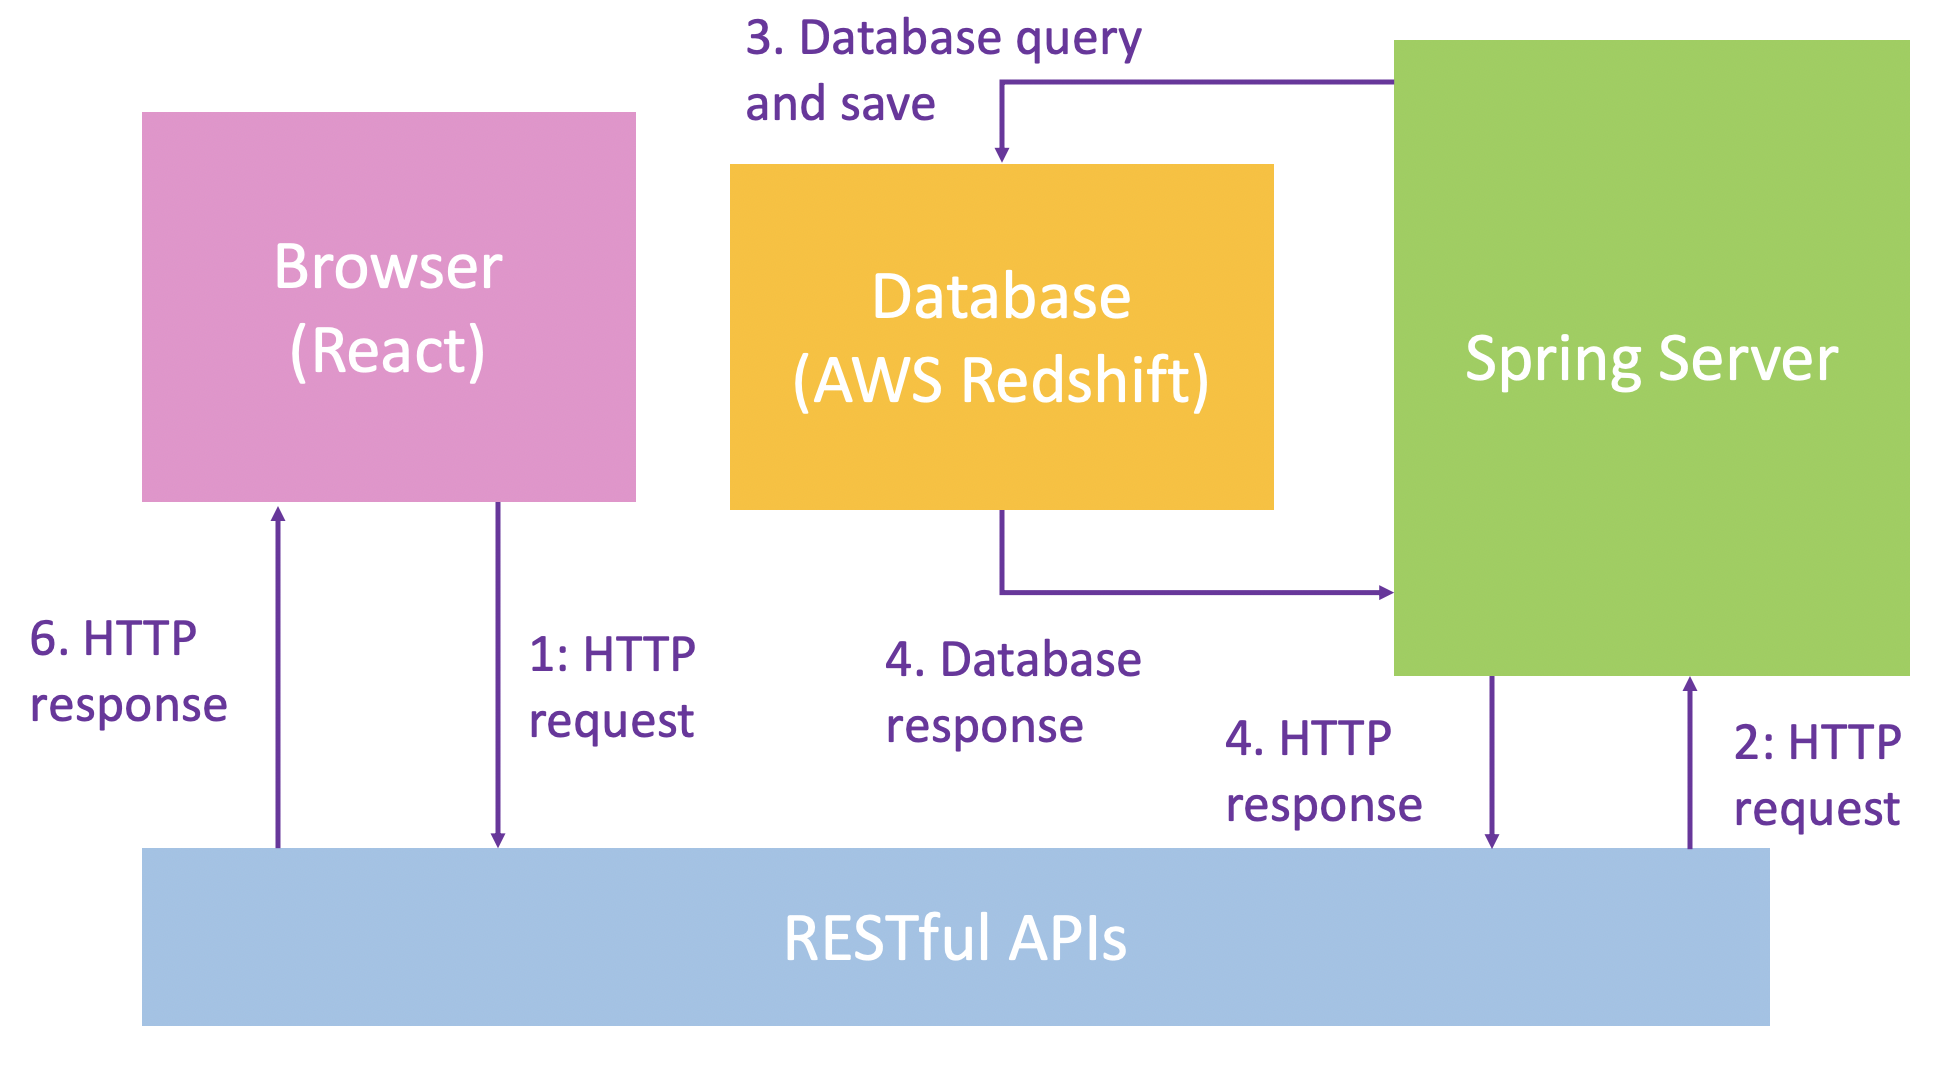 3. Database query
and save
Browser
(React)
Database
(AWS Redshift)
Spring Server
6. HTTP
response
1: HTTP
request
4. Database
response
4. HTTP
response
2: HTTP
request
RESTful APIs